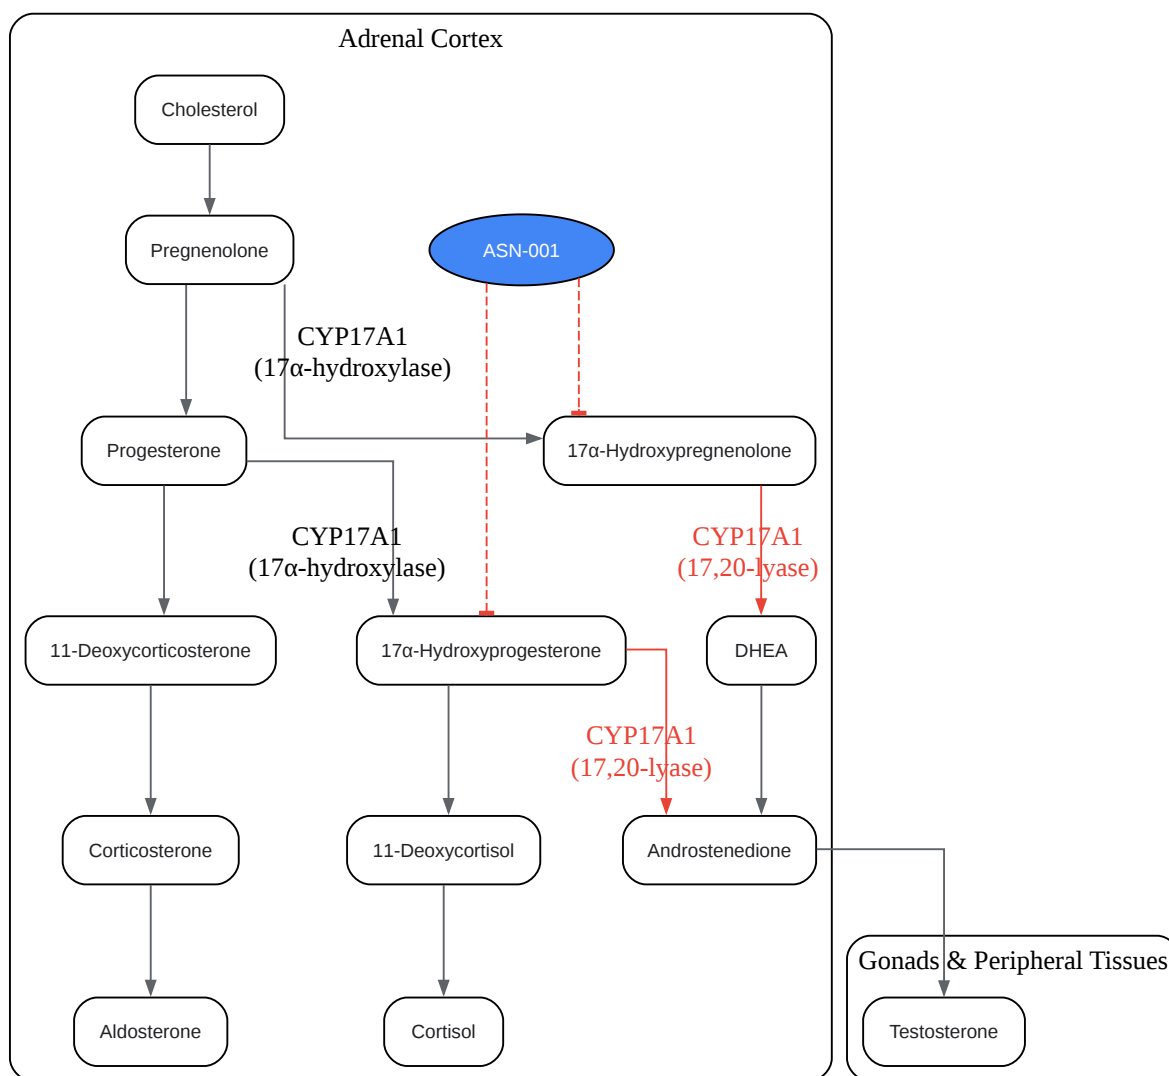 Adrenal Cortex
Cholesterol
Pregnenolone
ASN-001
CYP17A1
(17α-hydroxylase)
Progesterone
17α-Hydroxypregnenolone
CYP17A1
(17α-hydroxylase)
CYP17A1
(17,20-lyase)
11-Deoxycorticosterone
17α-Hydroxyprogesterone
DHEA
CYP17A1
(17,20-lyase)
Corticosterone
11-Deoxycortisol
Androstenedione
Gonads & Peripheral Tissues
Aldosterone
Cortisol
Testosterone